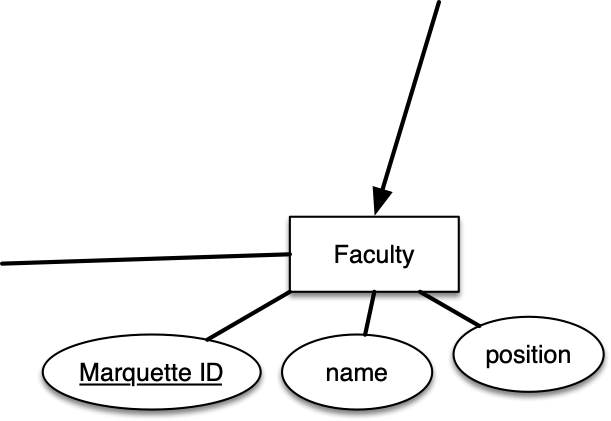 Faculty
Marquette ID
name
position